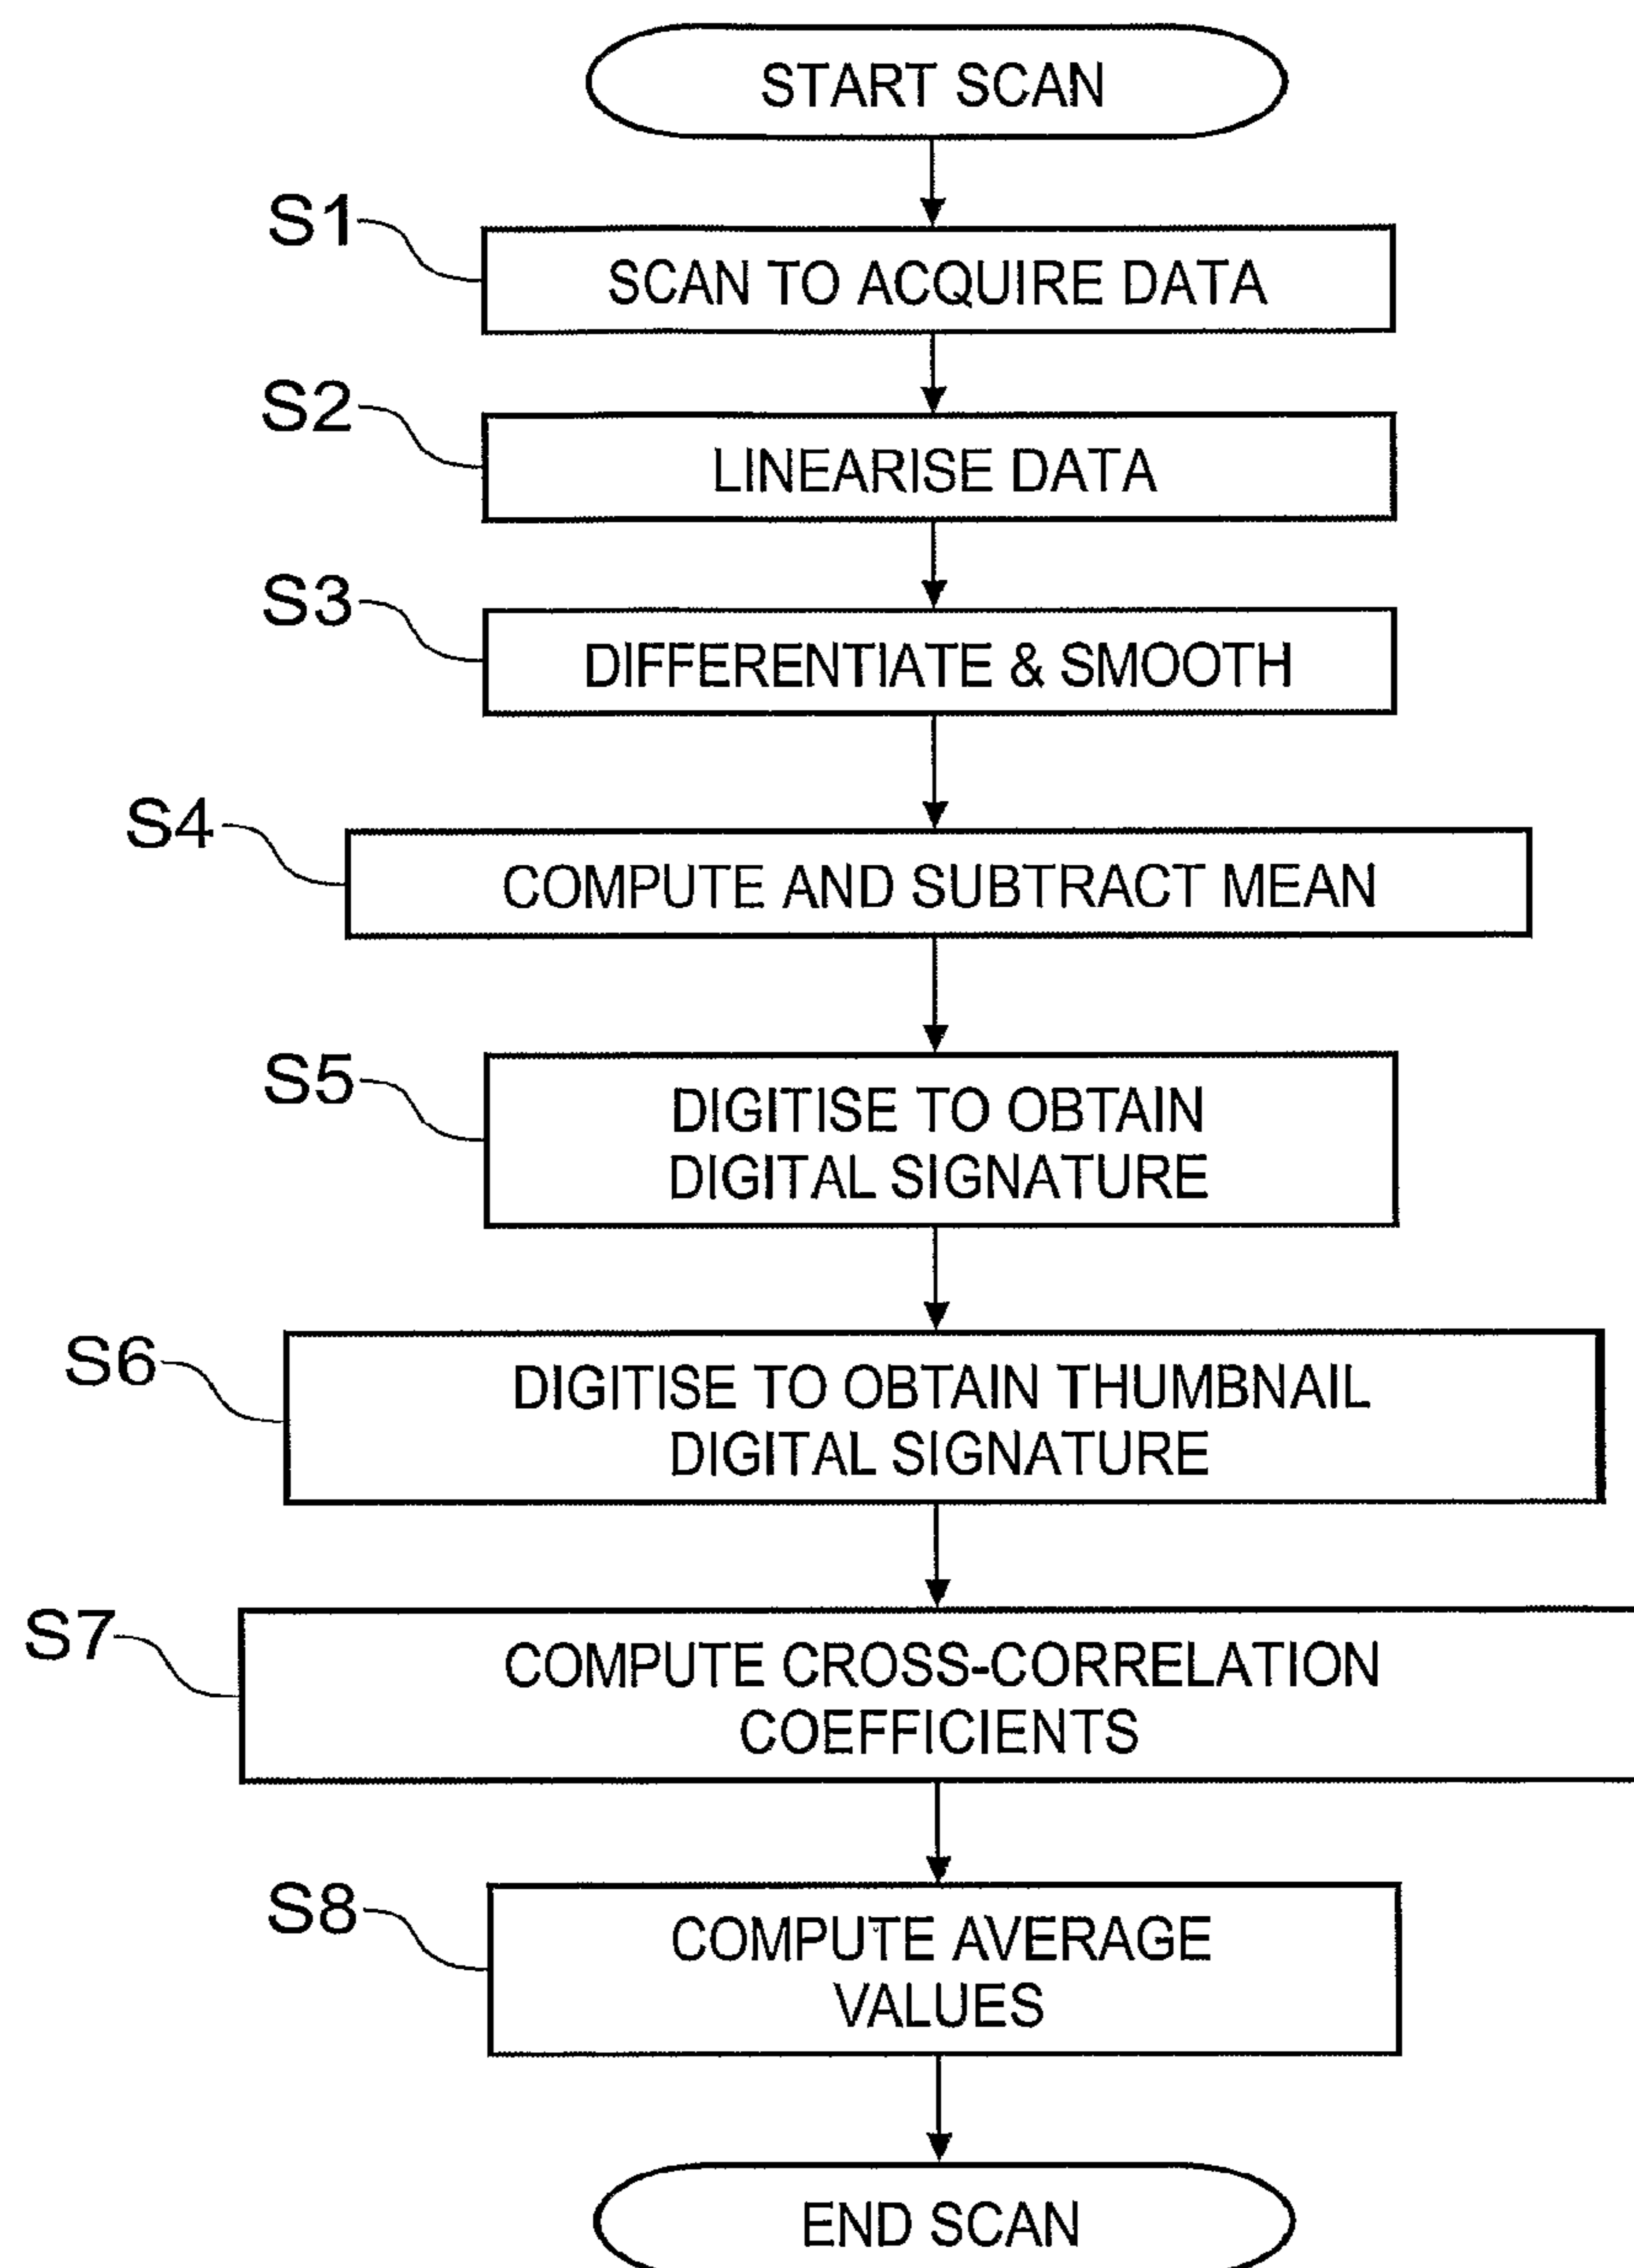 START SCAN
S1
SCAN TO ACQUIRE DATA
S2
LINEARISE DATA
S3
DIFFERENTIATE & SMOOTH
S4
COMPUTE AND SUBTRACT MEAN
S5
DIGITISE TO OBTAIN
DIGITAL SIGNATURE
S6
DIGITISE TO OBTAIN THUMBNAIL
DIGITAL SIGNATURE
S7
COMPUTE CROSS-CORRELATION
COEFFICIENTS
S8
COMPUTE AVERAGE
VALUES
END SCAN